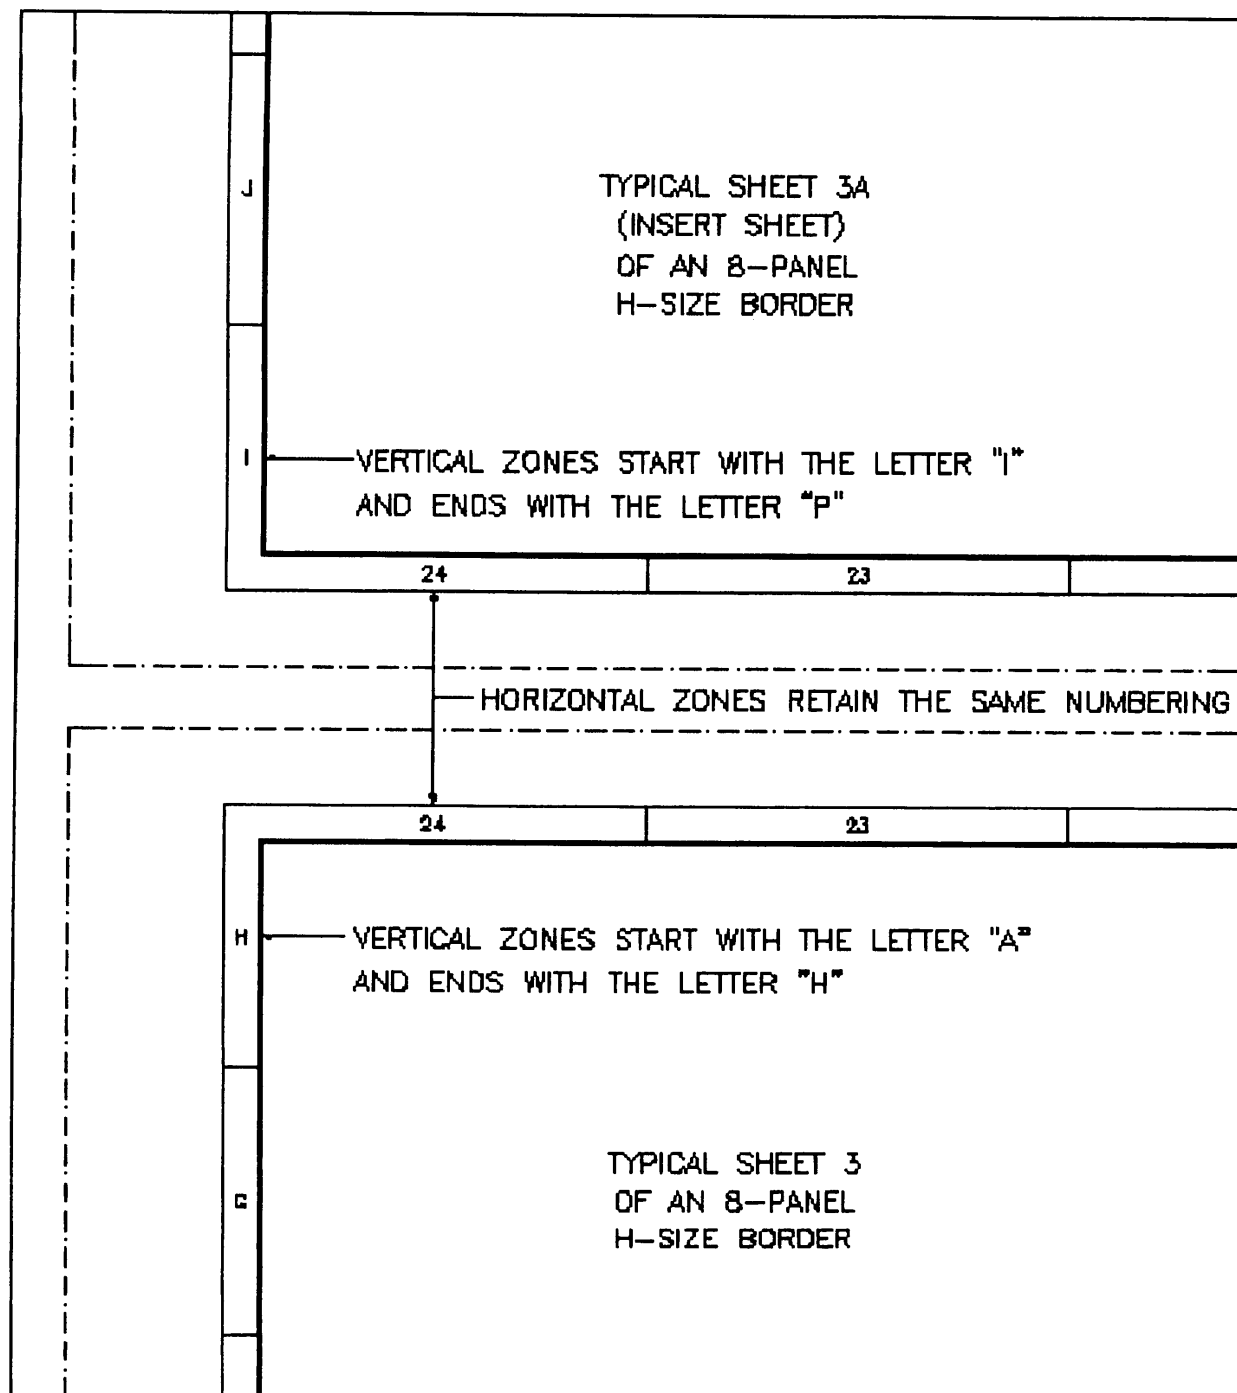 J
TYPICAL SHEET 3A
(INSERT SHEET)
OF AN 8-PANEL
H-SIZE BORDER
I
VERTICAL ZONES START WITH THE LETTER "I"
AND ENDS WITH THE LETTER "P"
24 23
HORIZONTAL ZONES RETAIN THE SAME NUMBERING
24 23
H
VERTICAL ZONES START WITH THE LETTER "A"
AND ENDS WITH THE LETTER "H"
TYPICAL SHEET 3
G
OF AN 8-PANEL
H-SIZE BORDER